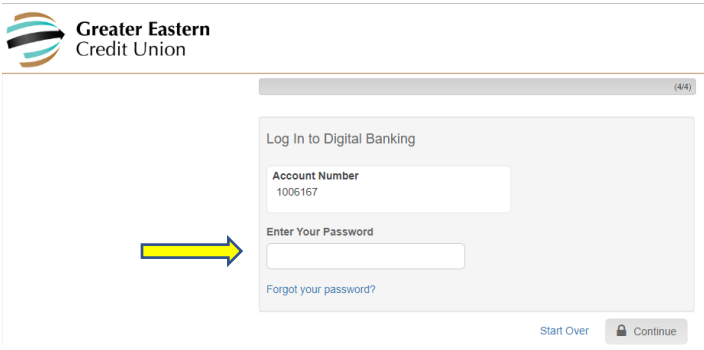 Greater Eastern
Credit Union
(4/4)
Log In to Digital Banking
Account Number
1006167
Enter Your Password
Forgot your password?
Start Over Continue